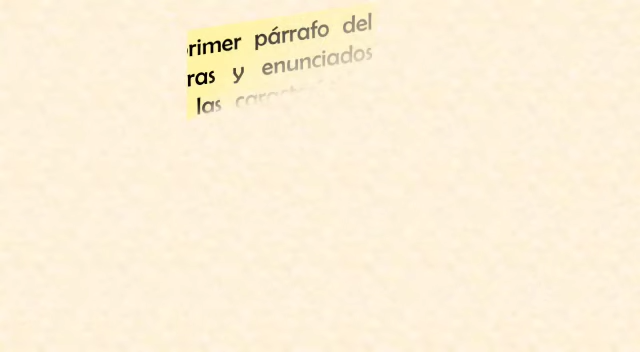 rimer párrafo del
ras y enunciados
las